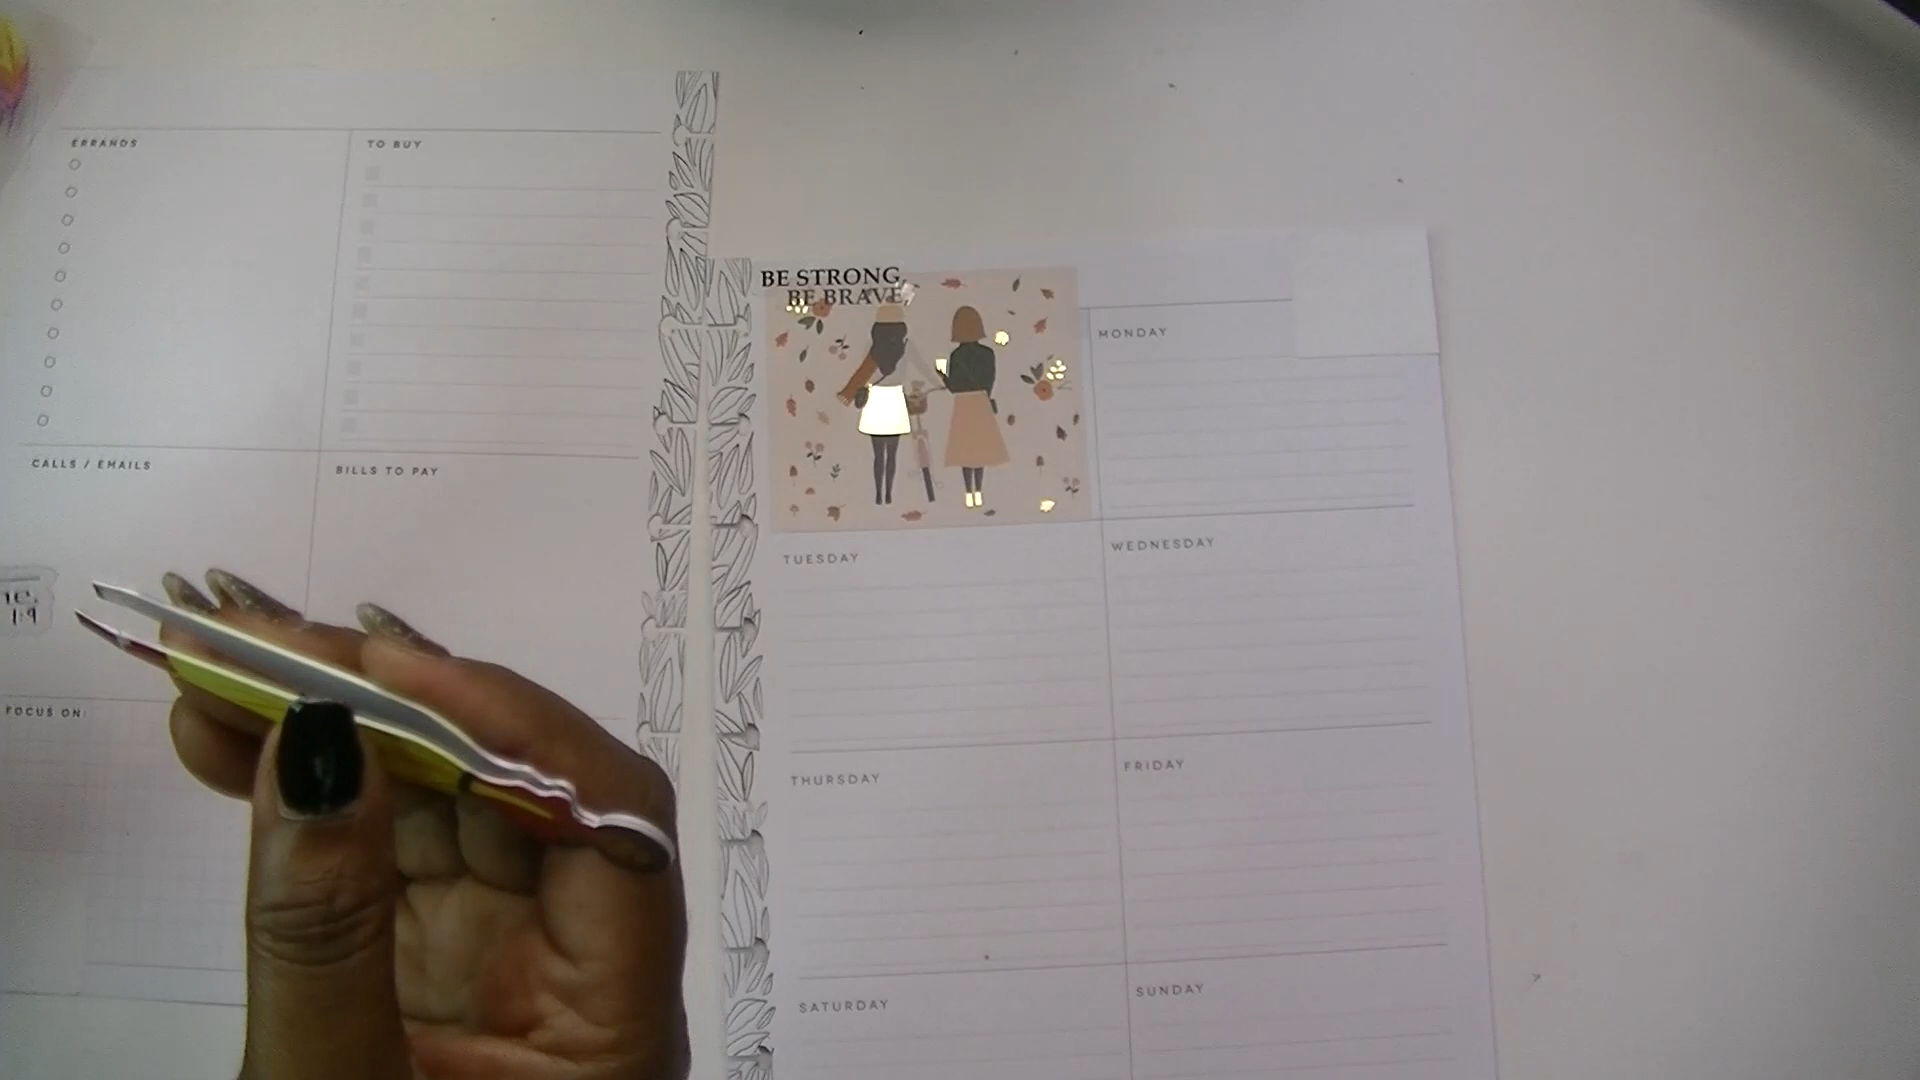 ERRANDS
TO BUY
CALLS / EMAILS
BILLS TO PAY
FOCUS ON:
BE STRONG,
BE BRAVE,
MONDAY
TUESDAY
WEDNESDAY
THURSDAY
FRIDAY
SATURDAY
SUNDAY